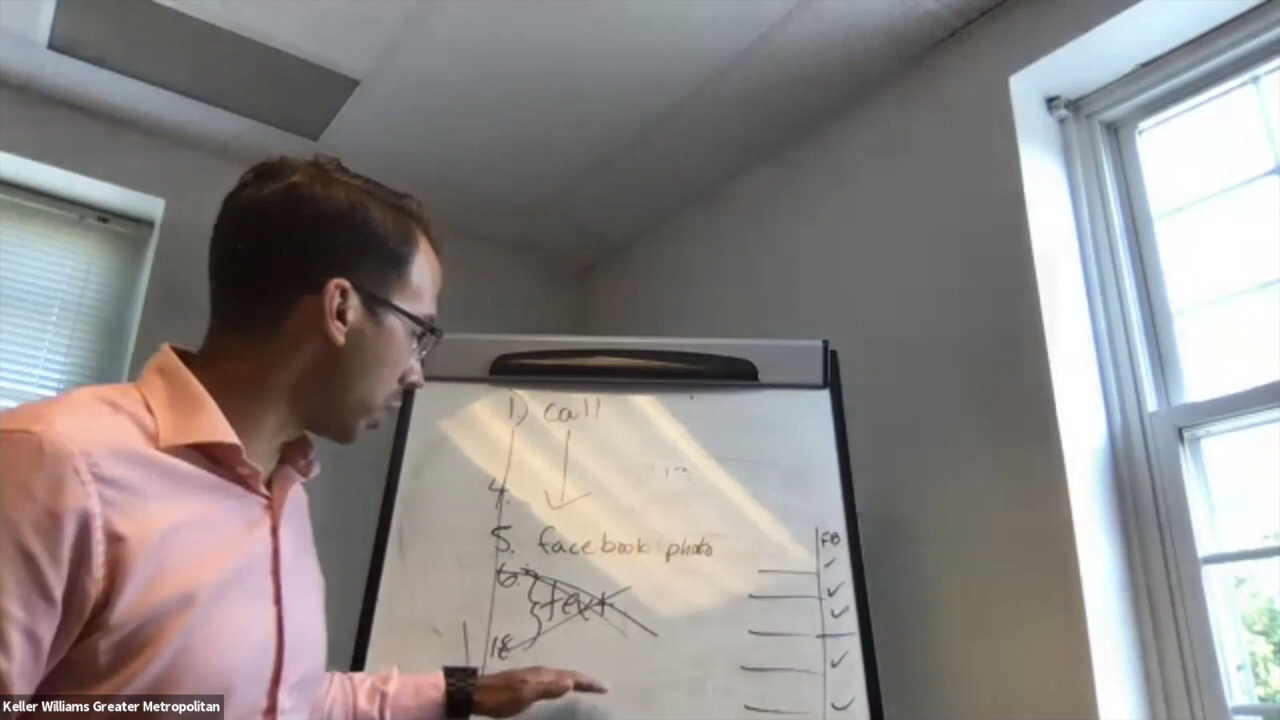 1) call
4.
5. facebook photo
FB
6. text
18
Keller Williams Greater Metropolitan